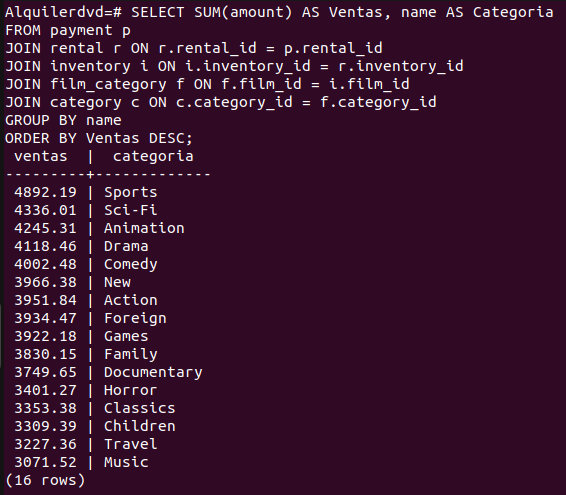 Alquilerdvd=# SELECT SUM(amount) AS Ventas, name AS Categoria
FROM payment p
JOIN rental r ON r.rental_id = p.rental_id
JOIN inventory i ON i.inventory_id = r.inventory_id
JOIN film_category f ON f.film_id = i.film_id
JOIN category c ON c.category_id = f.category_id
GROUP BY name
ORDER BY Ventas DESC;
 ventas  |  categoria
---------+-------------
 4892.19 | Sports
 4336.01 | Sci-Fi
 4245.31 | Animation
 4118.46 | Drama
 4002.48 | Comedy
 3966.38 | New
 3951.84 | Action
 3934.47 | Foreign
 3922.18 | Games
 3830.15 | Family
 3749.65 | Documentary
 3401.27 | Horror
 3353.38 | Classics
 3309.39 | Children
 3227.36 | Travel
 3071.52 | Music
(16 rows)